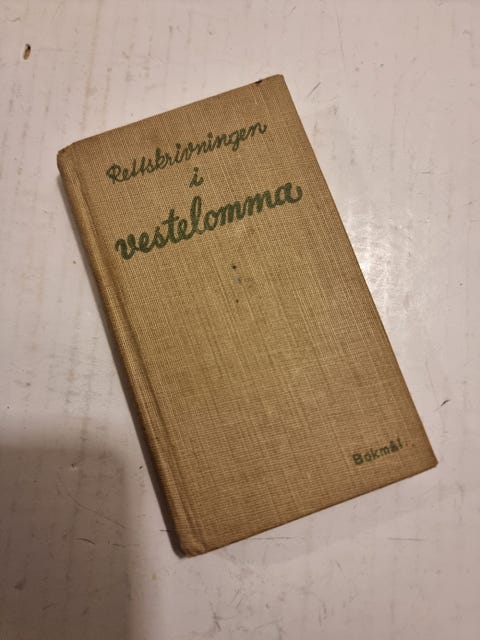 Rettskrivningen
i
vestelomma
Bokmål.